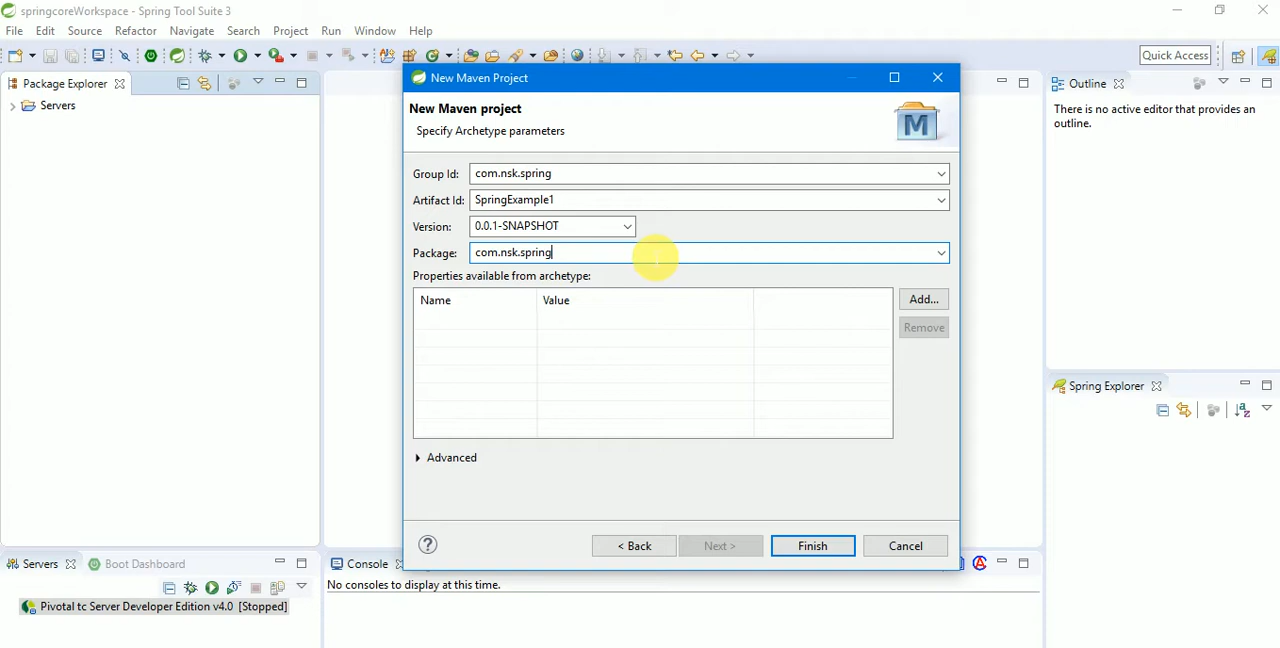 springcoreWorkspace - Spring Tool Suite 3
File Edit Source Refactor Navigate Search Project Run Window Help
Quick Access
Package Explorer
Servers
New Maven Project
New Maven project
Specify Archetype parameters
M
Group Id: com.nsk.spring
Artifact Id: SpringExample1
Version: 0.0.1-SNAPSHOT
Package: com.nsk.spring
Properties available from archetype:
Name Value
Add...
Remove
Advanced
< Back Next > Finish Cancel
Outline
There is no active editor that provides an
outline.
Spring Explorer
Servers Boot Dashboard
Pivotal tc Server Developer Edition v4.0 [Stopped]
Console
No consoles to display at this time.